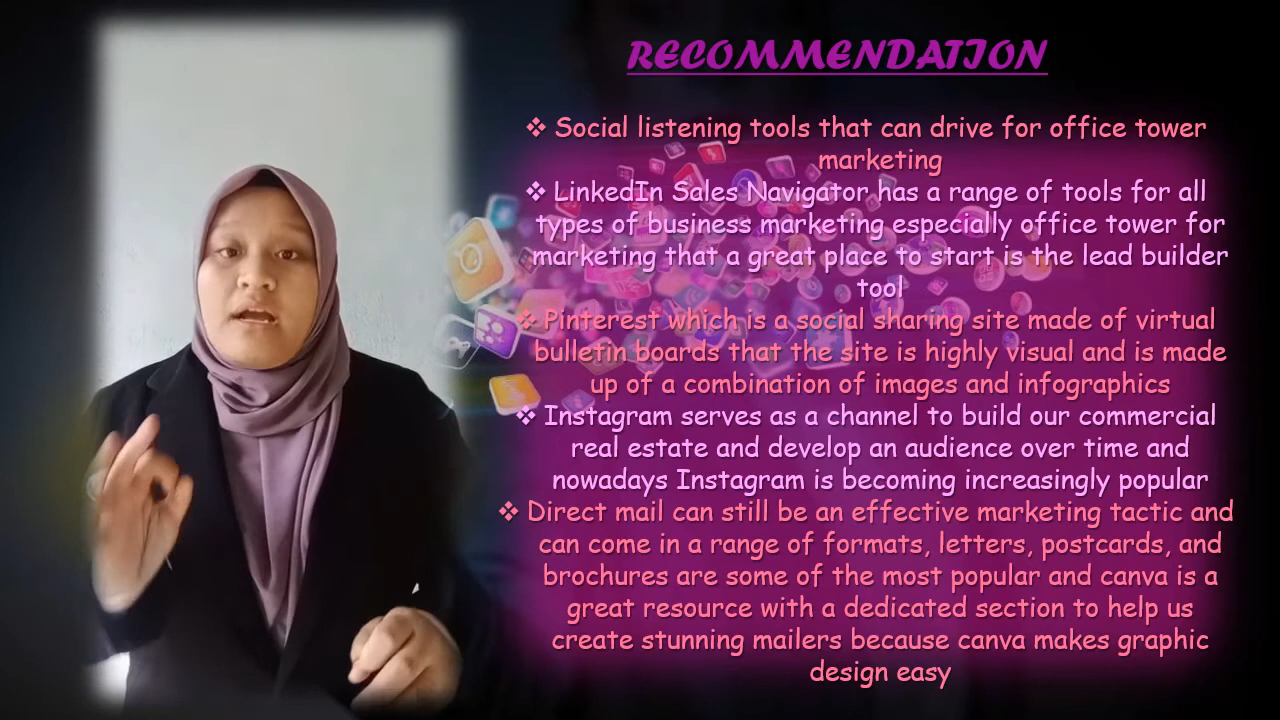 RECOMMENDATION
❖ Social listening tools that can drive for office tower
marketing
❖ LinkedIn Sales Navigator has a range of tools for all
types of business marketing especially office tower for
marketing that a great place to start is the lead builder
tool
❖ Pinterest which is a social sharing site made of virtual
bulletin boards that the site is highly visual and is made
up of a combination of images and infographics
❖ Instagram serves as a channel to build our commercial
real estate and develop an audience over time and
nowadays Instagram is becoming increasingly popular
❖ Direct mail can still be an effective marketing tactic and
can come in a range of formats, letters, postcards, and
brochures are some of the most popular and canva is a
great resource with a dedicated section to help us
create stunning mailers because canva makes graphic
design easy